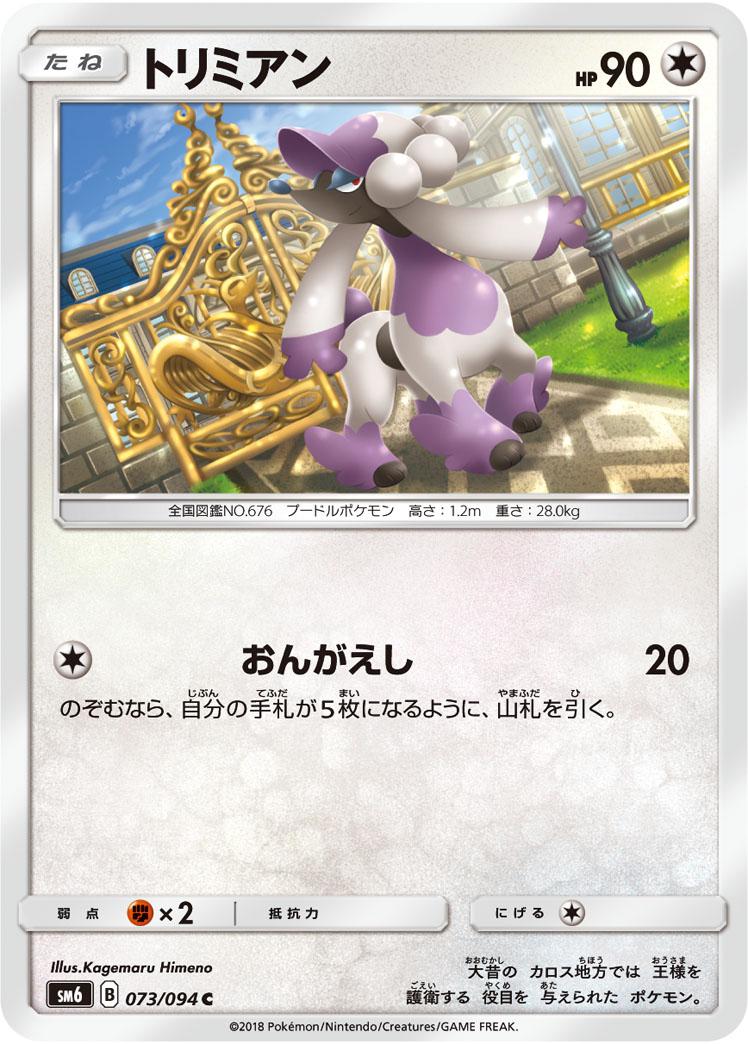 たね トリミアン HP 90
全国図鑑NO.676 プードルポケモン 高さ:1.2m 重さ:28.0kg
おんがえし 20
のぞむなら、自分の手札が5枚になるように、山札を引く。
弱点 ×2 抵抗力 にげる
Illus.Kagemaru Himeno
大昔の カロス地方では 王様を
護衛する 役目を 与えられた ポケモン。
SM6 B 073/094 C
©2018 Pokémon/Nintendo/Creatures/GAME FREAK.